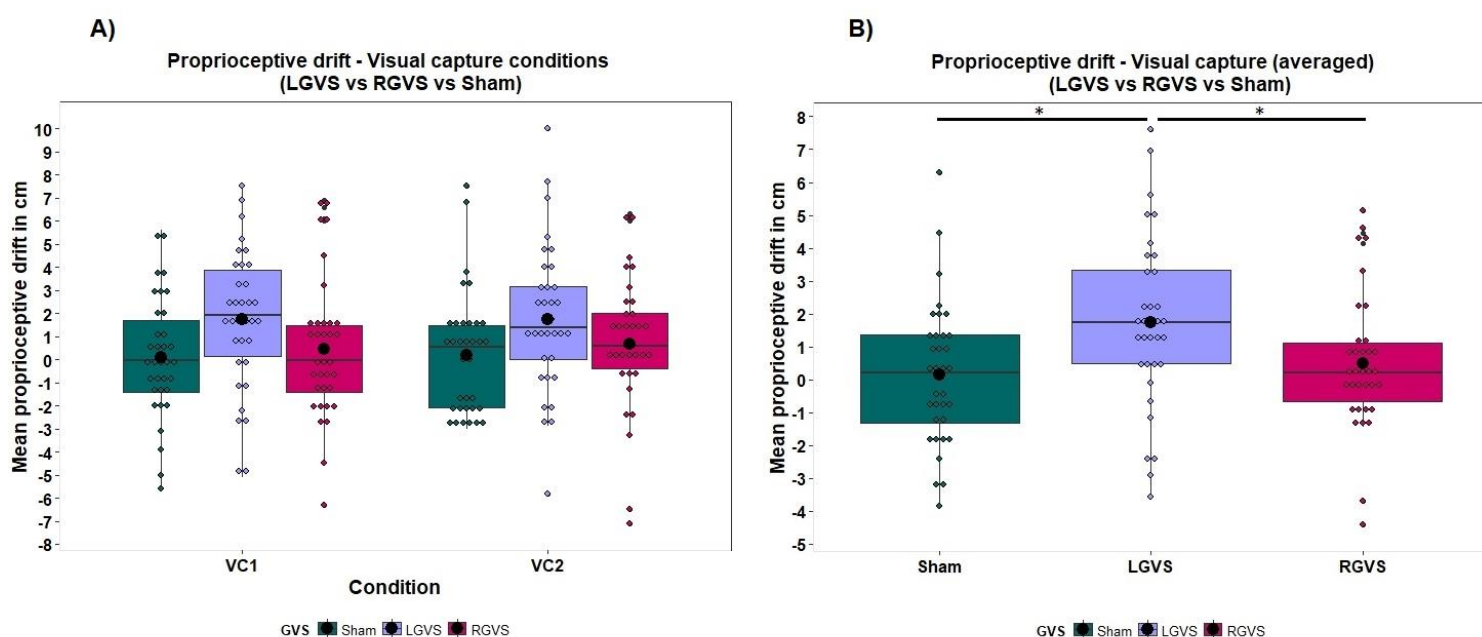 A)
Proprioceptive drift - Visual capture conditions
(LGVS vs RGVS vs Sham)
Mean proprioceptive drift in cm
10
9
8
7
6
5
4
3
2
1
0
-1
-2
-3
-4
-5
-6
-7
-8
VC1
VC2
Condition
GVS Sham LGVS RGVS
B)
Proprioceptive drift - Visual capture (averaged)
(LGVS vs RGVS vs Sham)
Mean proprioceptive drift in cm
8
7
6
5
4
3
2
1
0
-1
-2
-3
-4
-5
* *
Sham
LGVS
RGVS
GVS Sham LGVS RGVS